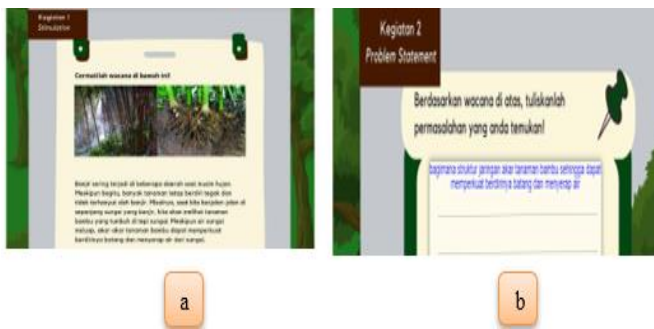 Kegiatan 1
Stimulation
Cermatilah wacana di bawah ini!
Banjir sering terjadi di beberapa daerah saat musim hujan.
Meskipun begitu, banyak tanaman tetap berdiri tegak dan
tidak terbawa oleh banjir. Misalnya, saat kita berjalan jalan di
sepanjang sungai yang banjir, kita akan melihat tanaman
bambu yang tumbuh di tepi sungai. Meskipun air sungai
meluap, akar-akar tanaman bambu dapat memperkuat
berdirinya batang dan menyerap air dari sungai.
a
Kegiatan 2
Problem Statement
Berdasarkan wacana di atas, tuliskanlah
permasalahan yang anda temukan!
bagimana struktur jaringan akar tanaman bambu sehingga dapat
memperkuat berdirinya batang dan menyerap air
b